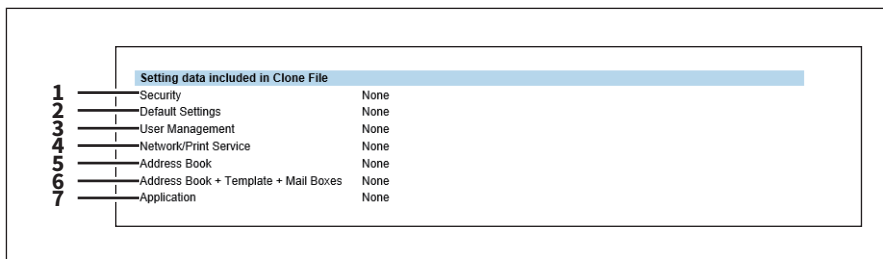 Setting data included in Clone File
1 Security None
2 Default Settings None
3 User Management None
4 Network/Print Service None
5 Address Book None
6 Address Book + Template + Mail Boxes None
7 Application None